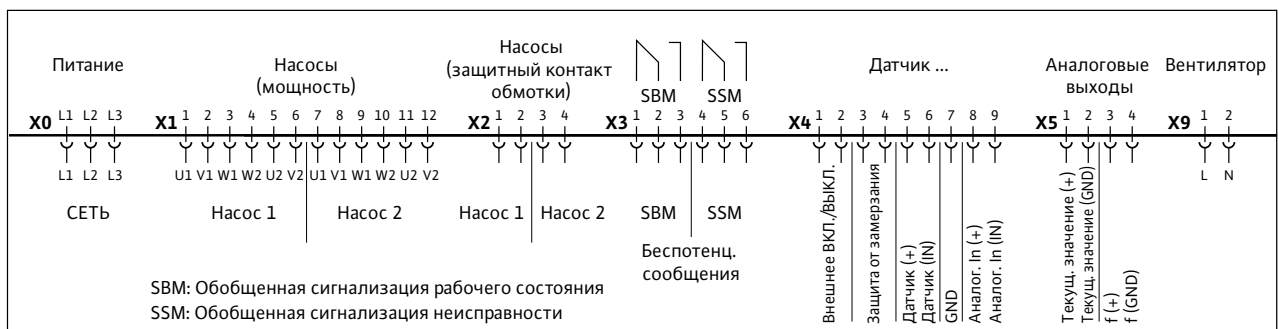 Питание
Насосы
(мощность)
Насосы
(защитный контакт
обмотки)
SBM SSM
Датчик ...
Аналоговые
выходы
Вентилятор
X0 L1 L2 L3
X1 1 2 3 4 5 6 7 8 9 10 11 12
X2 1 2 3 4
X3 1 2 3 4 5 6
X4 1 2 3 4 5 6 7 8 9
X5 1 2 3 4
X9 1 2
L1 L2 L3
U1 V1 W1 W2 U2 V2 U1 V1 W1 W2 U2 V2
L N
СЕТЬ
Насос 1 Насос 2
Насос 1 Насос 2
SBM SSM
Беспотенц.
сообщения
Внешнее ВКЛ./ВЫКЛ.
Защита от замерзания
Датчик (+)
Датчик (IN)
GND
Аналог. In (+)
Аналог. In (IN)
Текущ. значение (+)
Текущ. значение (GND)
f (+)
f (GND)
SBM: Обобщенная сигнализация рабочего состояния
SSM: Обобщенная сигнализация неисправности